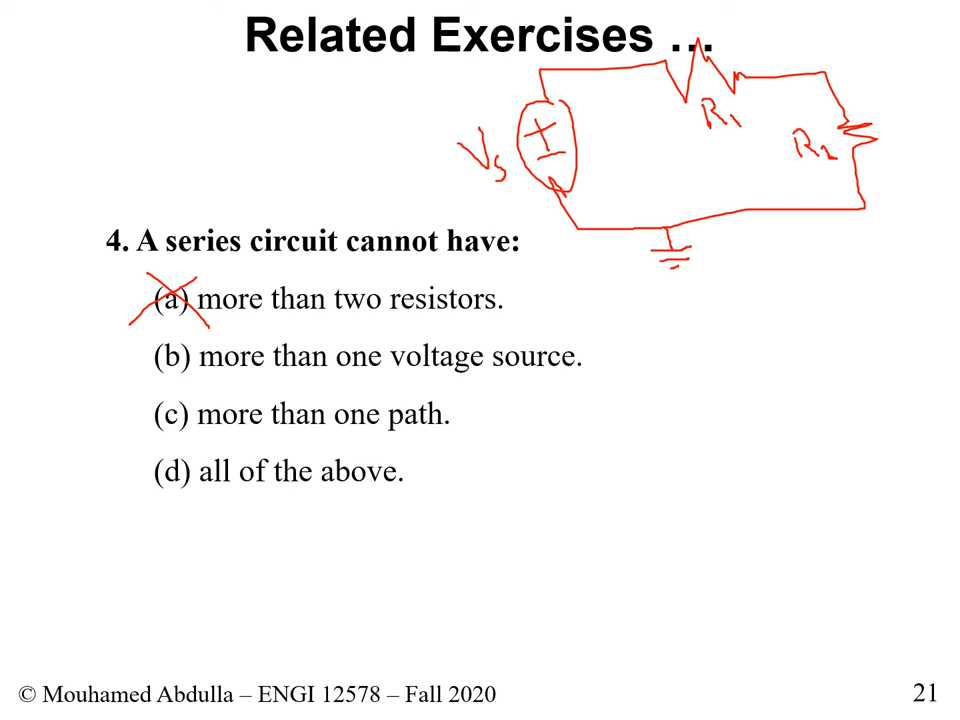 Related Exercises ...
R1
R2
Vs
+
4. A series circuit cannot have:
(a) more than two resistors.
(b) more than one voltage source.
(c) more than one path.
(d) all of the above.
© Mouhamed Abdulla – ENGI 12578 – Fall 2020
21